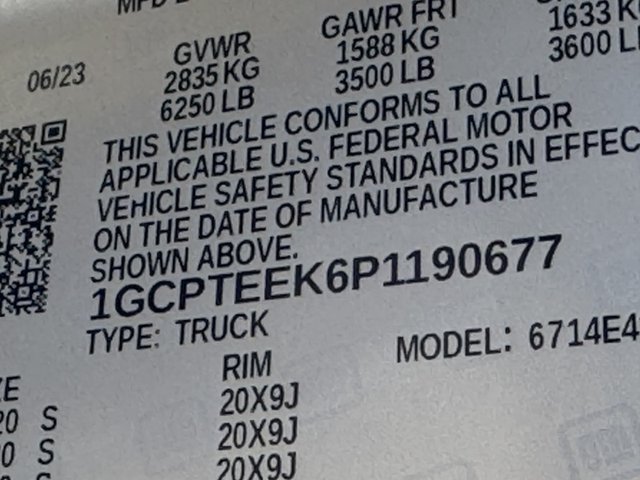 GVWR GAWR FRT
06/23 2835 KG 1588 KG 1633 K
6250 LB 3500 LB 3600 L
THIS VEHICLE CONFORMS TO ALL
APPLICABLE U.S. FEDERAL MOTOR
VEHICLE SAFETY STANDARDS IN EFFEC
ON THE DATE OF MANUFACTURE
SHOWN ABOVE.
1GCPTEEK6P1190677
TYPE: TRUCK MODEL: 6714E4
RIM
20 S 20X9J
0 S 20X9J
S 20X9J